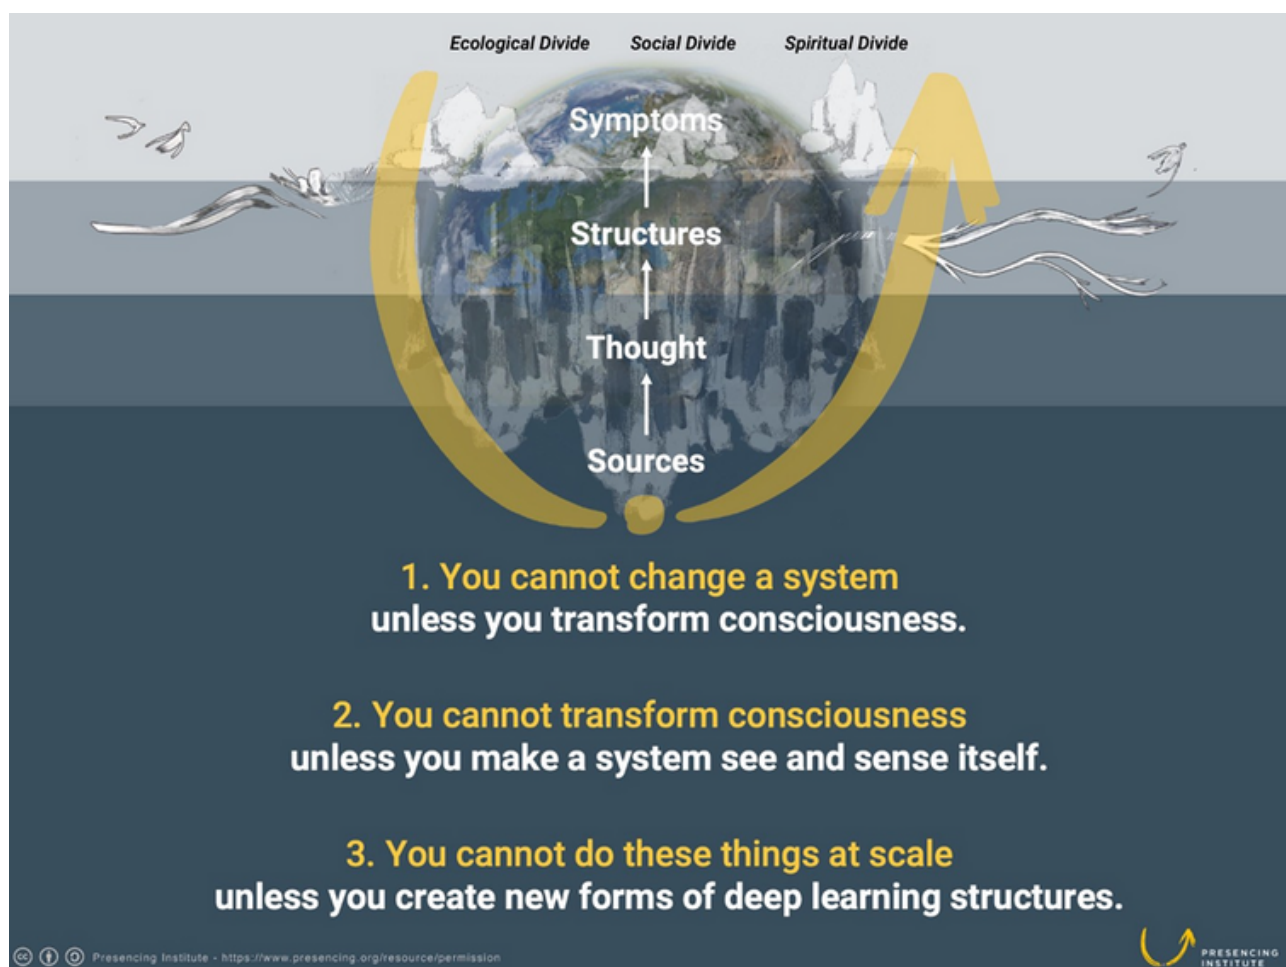 Ecological Divide Social Divide Spiritual Divide
Symptoms
Structures
Thought
Sources
1. You cannot change a system
unless you transform consciousness.
2. You cannot transform consciousness
unless you make a system see and sense itself.
3. You cannot do these things at scale
unless you create new forms of deep learning structures.
cc Presencing Institute - https://www.presencing.org/resource/permission
PRESENCING
INSTITUTE